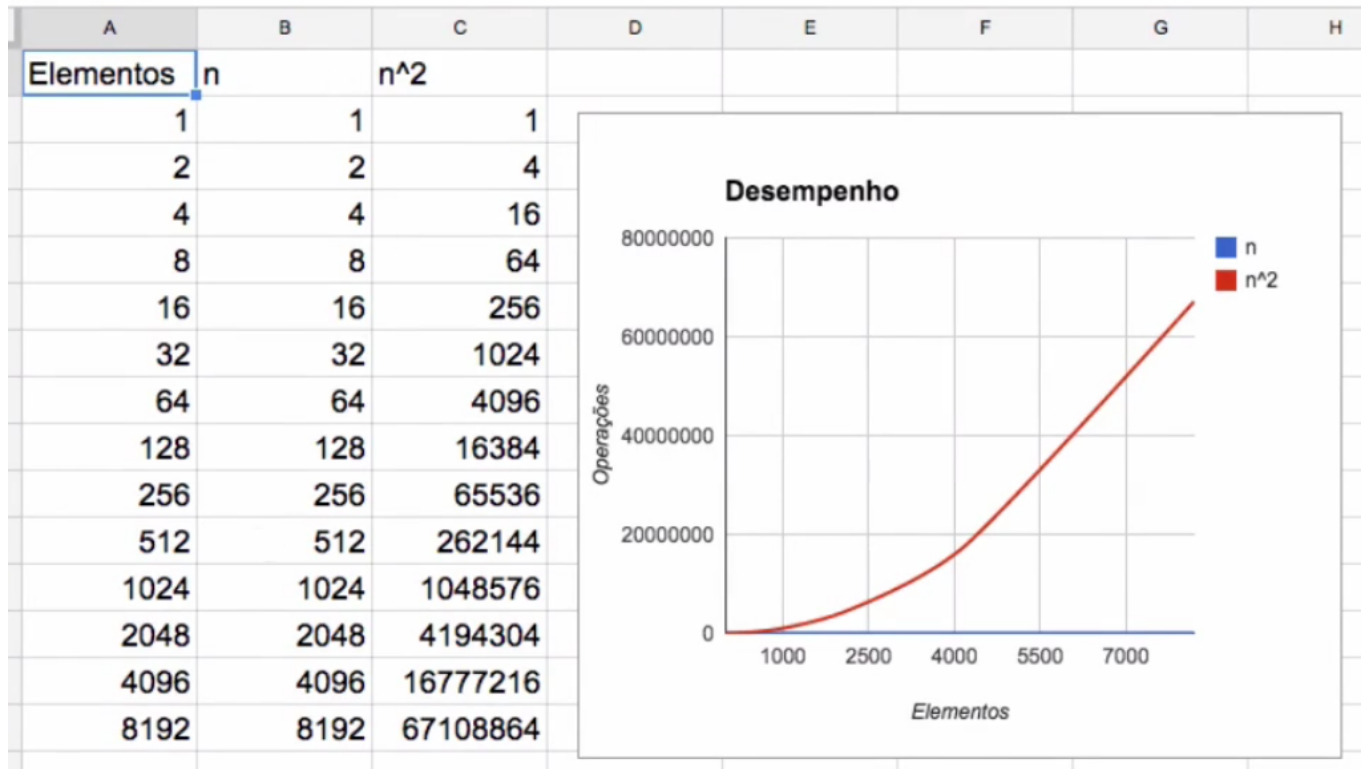 A B C D E F G H
Elementos n n^2
1 1 1
2 2 4
4 4 16
8 8 64
16 16 256
32 32 1024
64 64 4096
128 128 16384
256 256 65536
512 512 262144
1024 1024 1048576
2048 2048 4194304
4096 4096 16777216
8192 8192 67108864
Desempenho
80000000
60000000
40000000
20000000
0
Operações
1000 2500 4000 5500 7000
Elementos
n
n^2